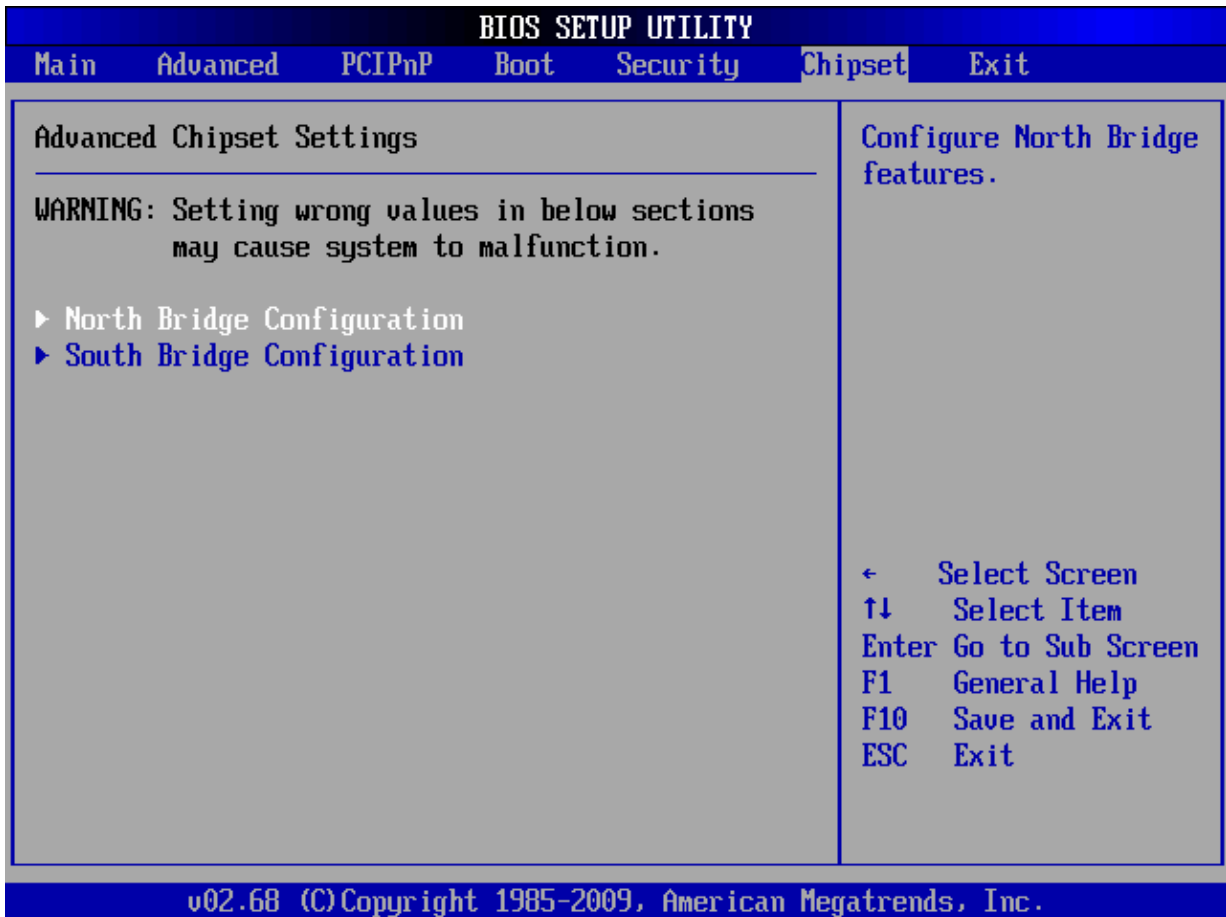 BIOS SETUP UTILITY
Main Advanced PCIPnP Boot Security Chipset Exit
Advanced Chipset Settings
WARNING: Setting wrong values in below sections
may cause system to malfunction.
▶ North Bridge Configuration
▶ South Bridge Configuration
Configure North Bridge
features.
← Select Screen
↑↓ Select Item
Enter Go to Sub Screen
F1 General Help
F10 Save and Exit
ESC Exit
v02.68 (C)Copyright 1985-2009, American Megatrends, Inc.